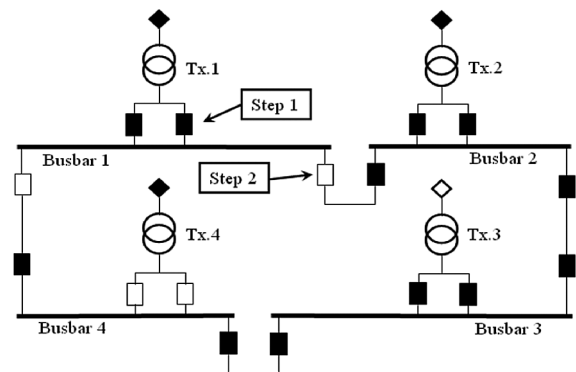 Tx.1
Tx.2
Step 1
Busbar 1
Busbar 2
Step 2
Tx.4
Tx.3
Busbar 4
Busbar 3